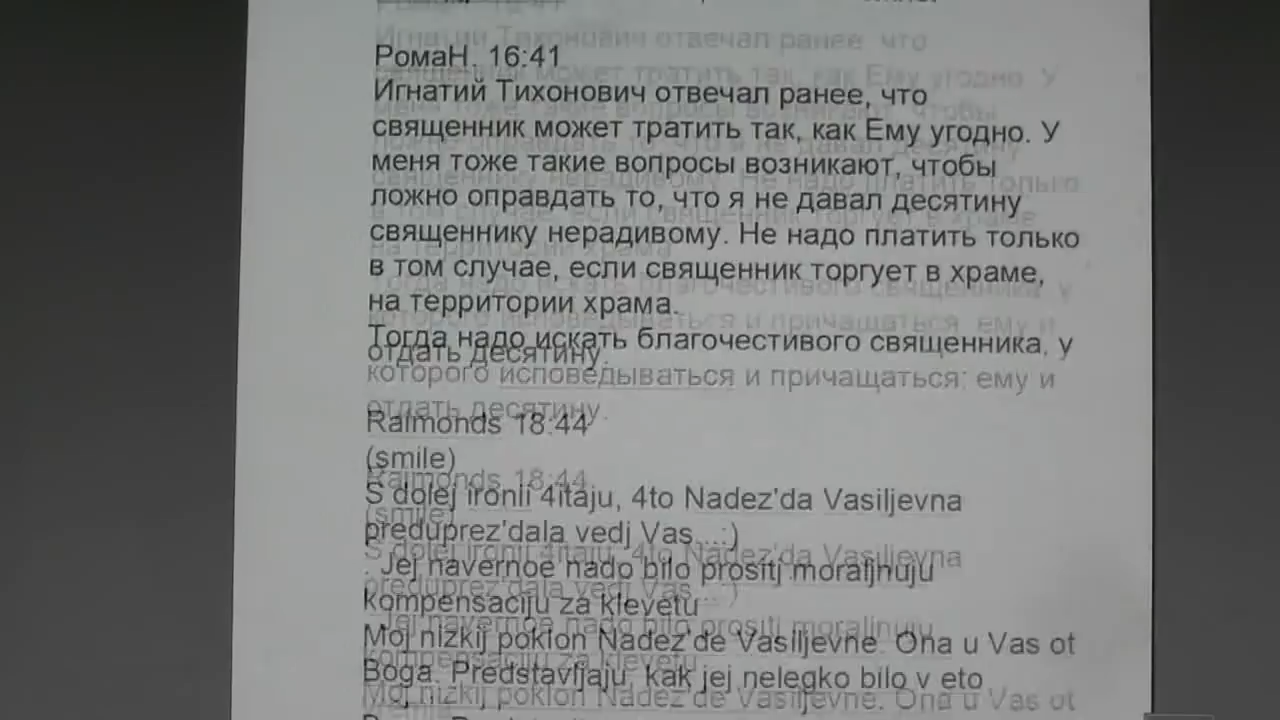 РомаН. 16:41
Игнатий Тихонович отвечал ранее, что
священник может тратить так, как Ему угодно. У
меня тоже такие вопросы возникают, чтобы
ложно оправдать то, что я не давал десятину
священнику нерадивому. Не надо платить только
в том случае, если священник торгует в храме,
на территории храма.
Тогда надо искать благочестивого священника, у
которого исповедываться и причащаться; ему и
отдать десятину.
Raimonds 18:44
(smile)
S dolej ironii 4itaju, 4to Nadez'da Vasiljevna
preduprez'dala vedj Vas...:)
. Jej navernoe nado bilo prositj moraljnuju
kompensaciju za klevetu
Moj nizkij poklon Nadez'de Vasiljevne. Ona u Vas ot
Boga. Predstavljaju, kak jej nelegko bilo v eto